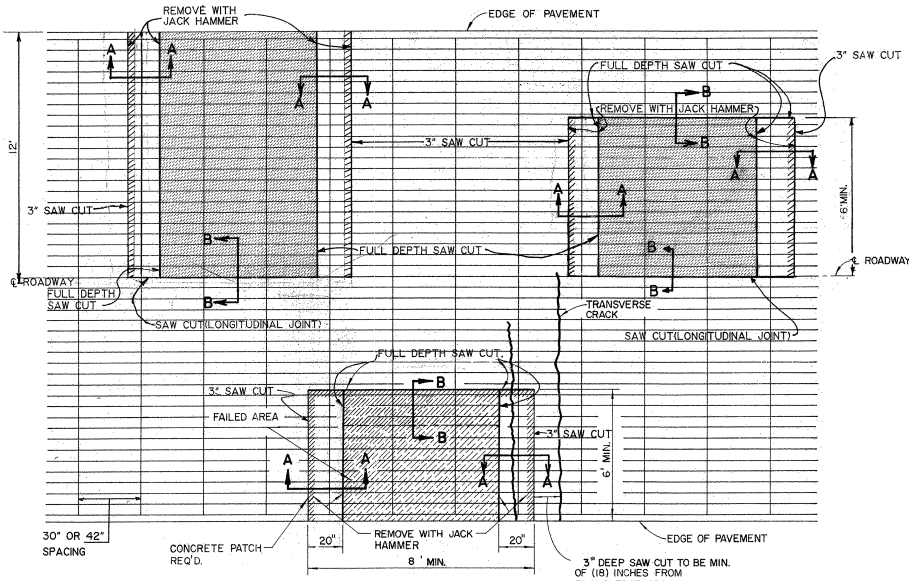 REMOVE WITH
JACK HAMMER
EDGE OF PAVEMENT
A
A
A
A
12'
3" SAW CUT
FULL DEPTH SAW CUT
B
REMOVE WITH JACK HAMMER
B
3" SAW CUT
A
A
A
A
6' MIN.
3" SAW CUT
B
B
FULL DEPTH SAW CUT
B
B
℄ ROADWAY
℄ ROADWAY
FULL DEPTH
SAW CUT
SAW CUT(LONGITUDINAL JOINT)
TRANSVERSE
CRACK
SAW CUT(LONGITUDINAL JOINT)
FULL DEPTH SAW CUT.
3" SAW CUT
B
FAILED AREA
B
3" SAW CUT
A
A
A
A
6' MIN.
30" OR 42"
SPACING
CONCRETE PATCH
REQ'D.
20"
REMOVE WITH JACK
HAMMER
20"
8 ' MIN.
EDGE OF PAVEMENT
3" DEEP SAW CUT TO BE MIN.
OF (18) INCHES FROM